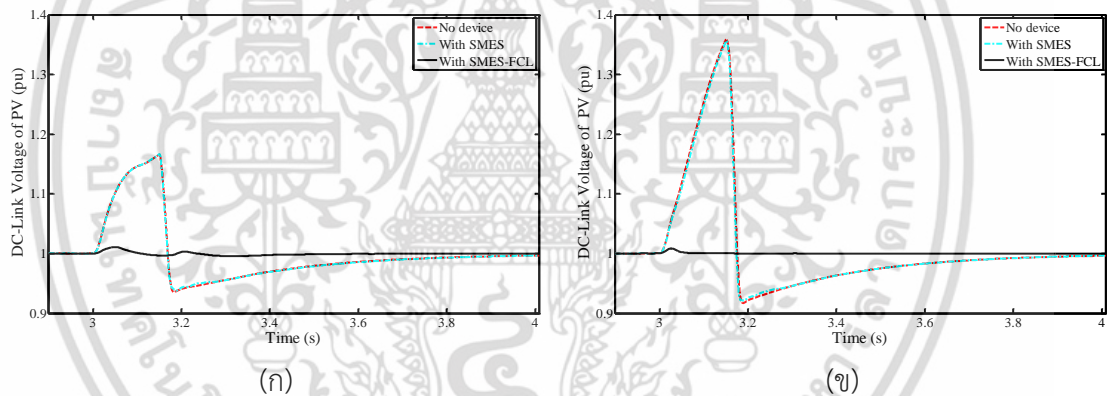 1.4
1.3
1.2
1.1
1
0.9
DC-Link Voltage of PV (pu)
No device
With SMES
With SMES-FCL
3
3.2
3.4
3.6
3.8
4
Time (s)
(ก)
1.4
1.3
1.2
1.1
1
0.9
DC-Link Voltage of PV (pu)
No device
With SMES
With SMES-FCL
3
3.2
3.4
3.6
3.8
4
Time (s)
(ข)